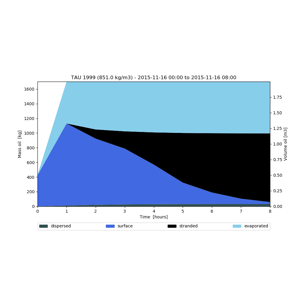 TAU 1999 (851.0 kg/m3) - 2015-11-16 00:00 to 2015-11-16 08:00
Mass oil [kg]
1600
1400
1200
1000
800
600
400
200
0
0 1 2 3 4 5 6 7 8
Time [hours]
1.75
1.50
1.25
1.00
0.75
0.50
0.25
0.00
Volume oil [m3]
dispersed surface stranded evaporated